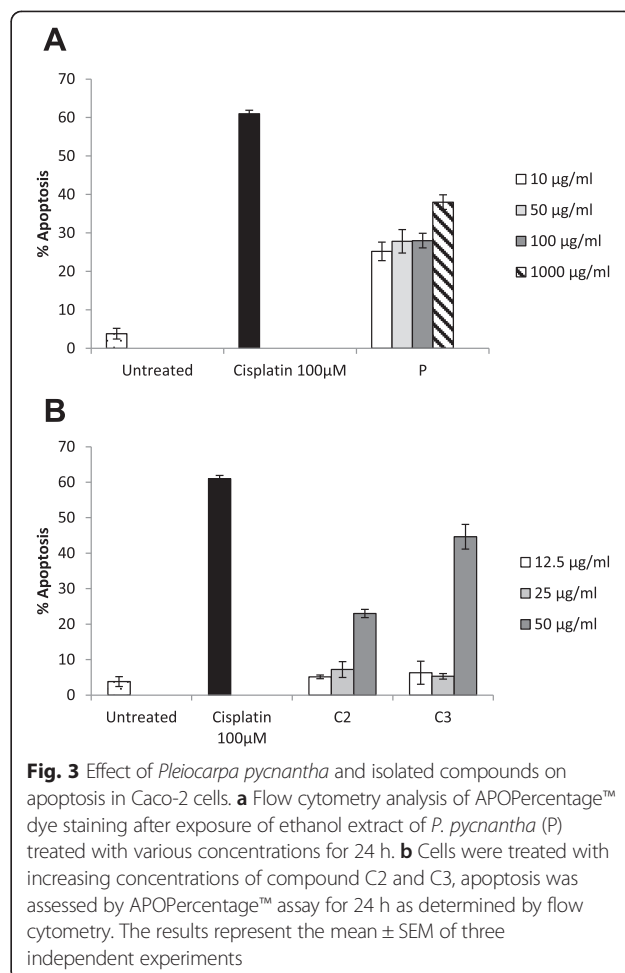 A
70
60
50
40
30
20
10
0
% Apoptosis
Untreated
Cisplatin 100µM
P
10 µg/ml
50 µg/ml
100 µg/ml
1000 µg/ml
B
70
60
50
40
30
20
10
0
% Apoptosis
Untreated
Cisplatin
100µM
C2
C3
12.5 µg/ml
25 µg/ml
50 µg/ml
Fig. 3 Effect of Pleiocarpa pycnantha and isolated compounds on
apoptosis in Caco-2 cells. a Flow cytometry analysis of APOPercentage™
dye staining after exposure of ethanol extract of P. pycnantha (P)
treated with various concentrations for 24 h. b Cells were treated with
increasing concentrations of compound C2 and C3, apoptosis was
assessed by APOPercentage™ assay for 24 h as determined by flow
cytometry. The results represent the mean ± SEM of three
independent experiments